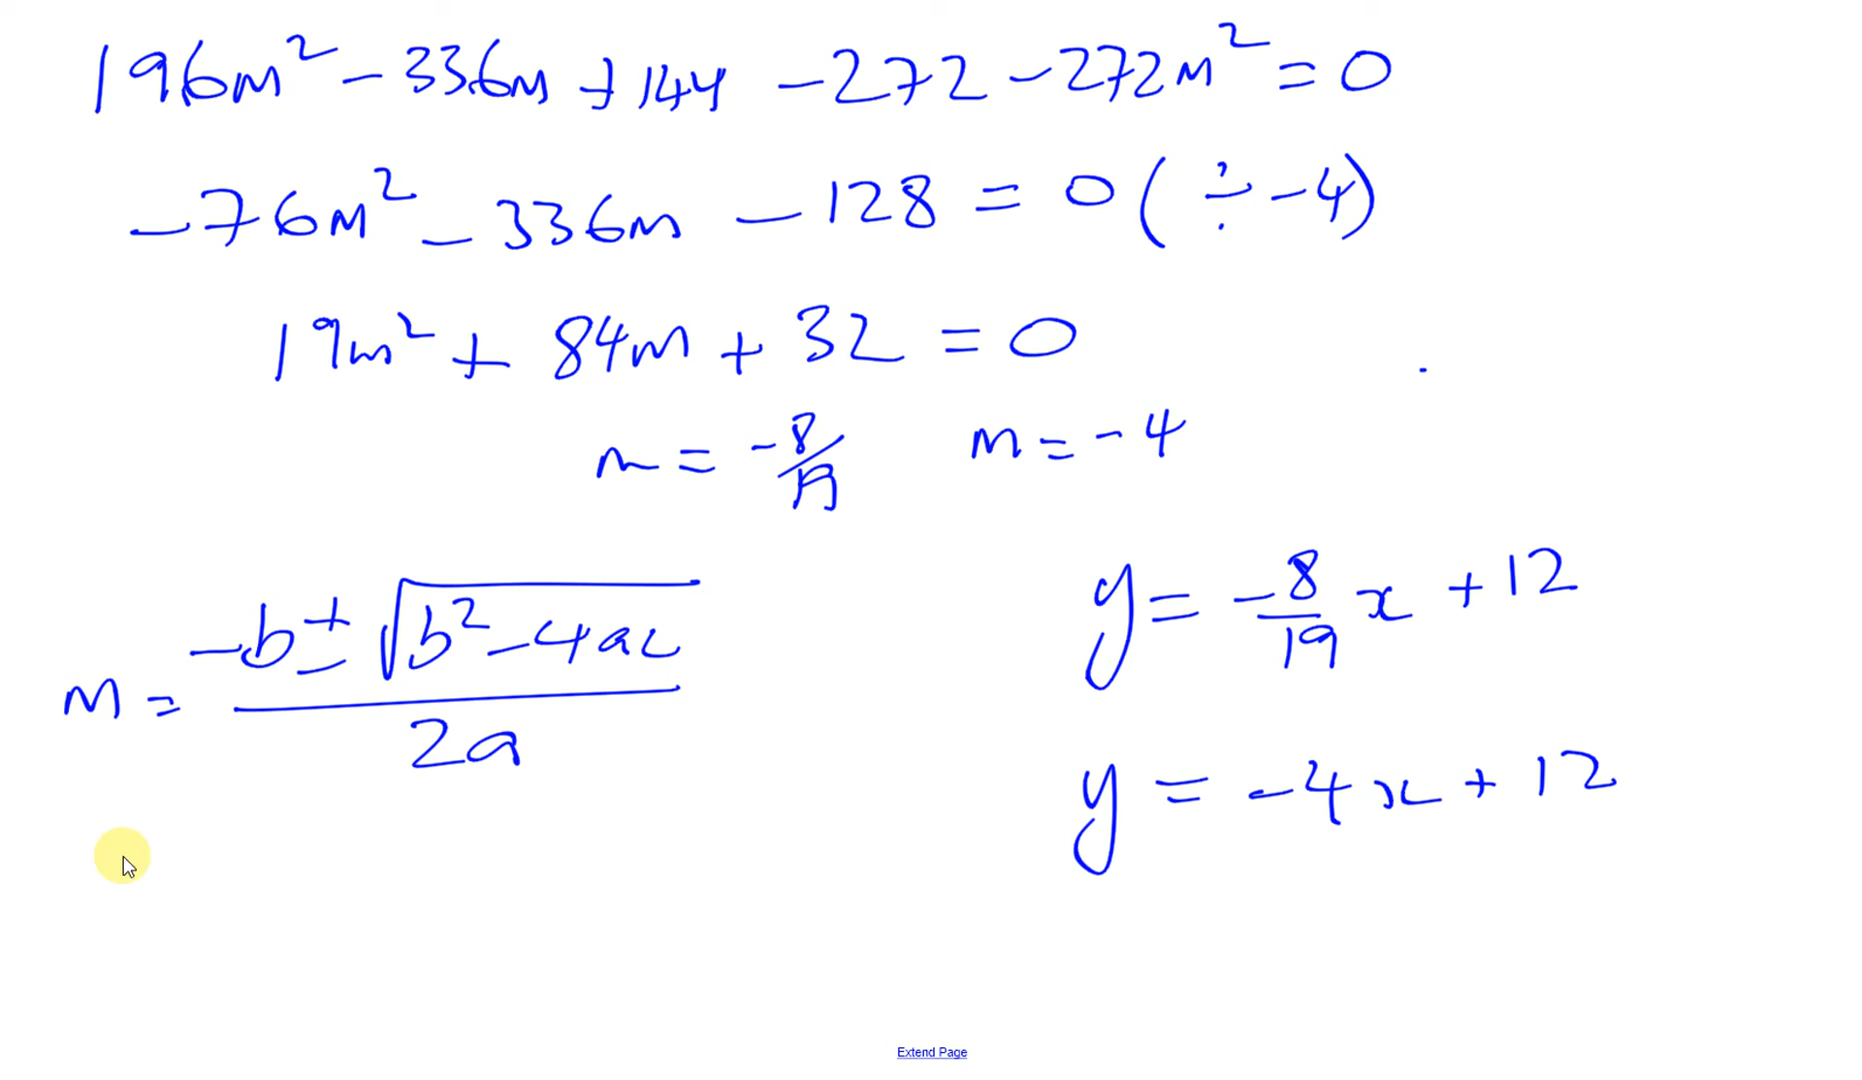 196m² - 336m + 144 - 272 - 272m² = 0
-76m² - 336m - 128 = 0 ( ÷ -4)
19m² + 84m + 32 = 0
m = -8/19 m = -4
m = (-b ± √(b² - 4ac))/2a
y = -8/19 x + 12
y = -4x + 12
Extend Page